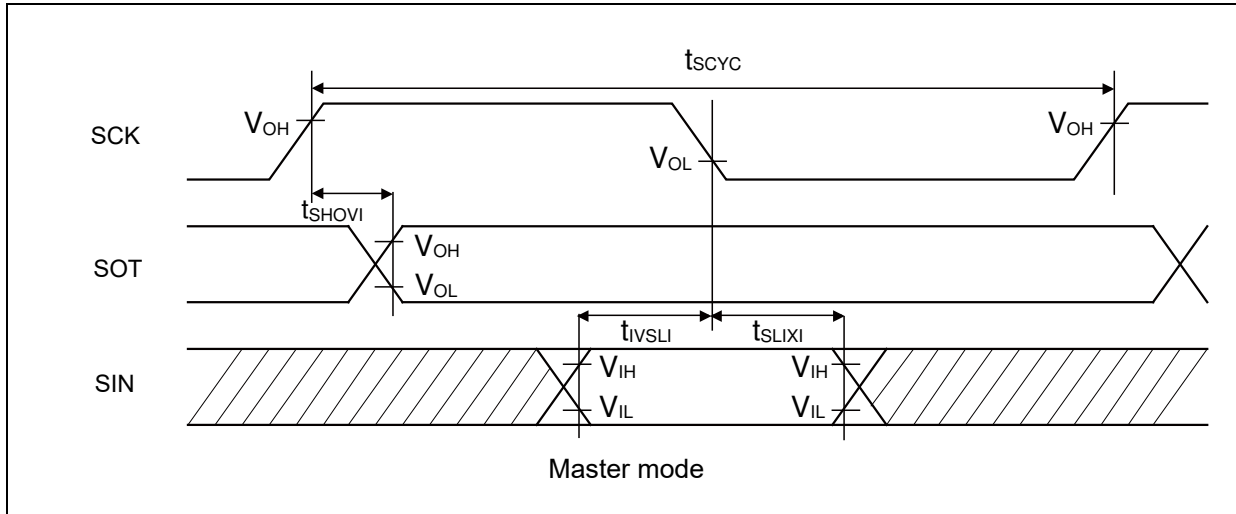 tSCYC
SCK
VOH
VOL
VOH
tSHOVI
SOT
VOH
VOL
tIVSLI
tSLIXI
SIN
VIH
VIL
VIH
VIL
Master mode